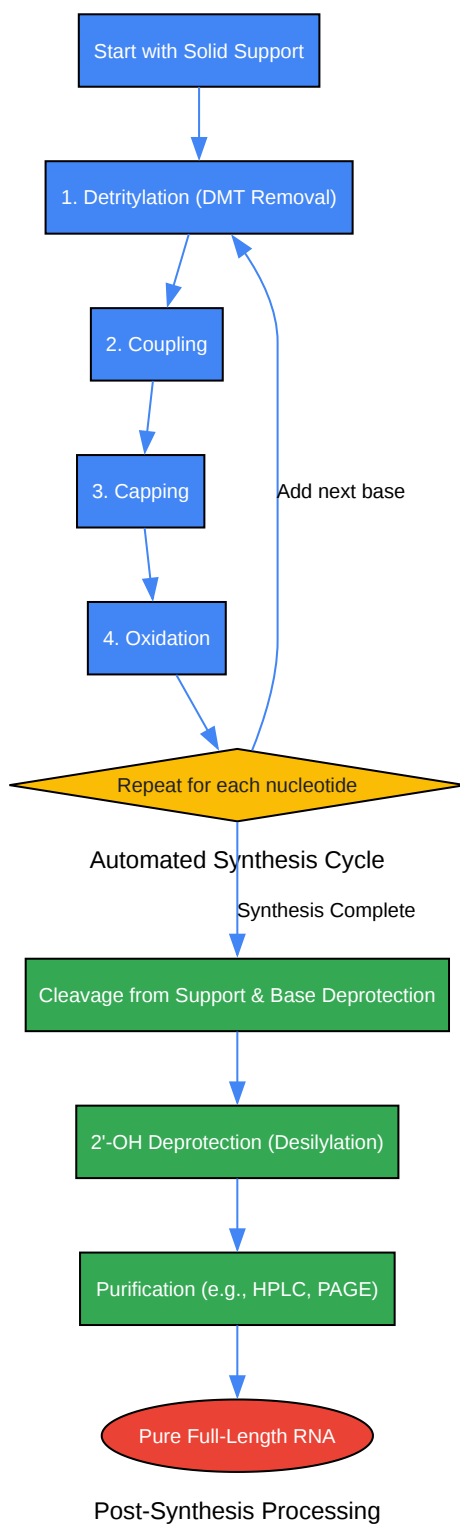 Start with Solid Support
1. Detritylation (DMT Removal)
2. Coupling
3. Capping
Add next base
4. Oxidation
Repeat for each nucleotide
Automated Synthesis Cycle
Synthesis Complete
Cleavage from Support & Base Deprotection
2'-OH Deprotection (Desilylation)
Purification (e.g., HPLC, PAGE)
Pure Full-Length RNA
Post-Synthesis Processing